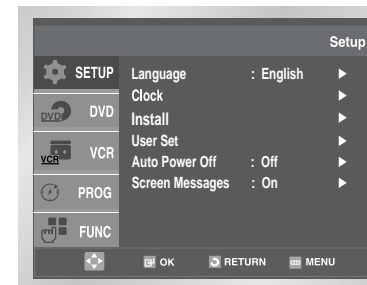 Setup
SETUP
DVD
VCR
PROG
FUNC
Language : English ►
Clock ►
Install ►
User Set ►
Auto Power Off : Off ►
Screen Messages : On ►
DVD
VCR
OK RETURN MENU